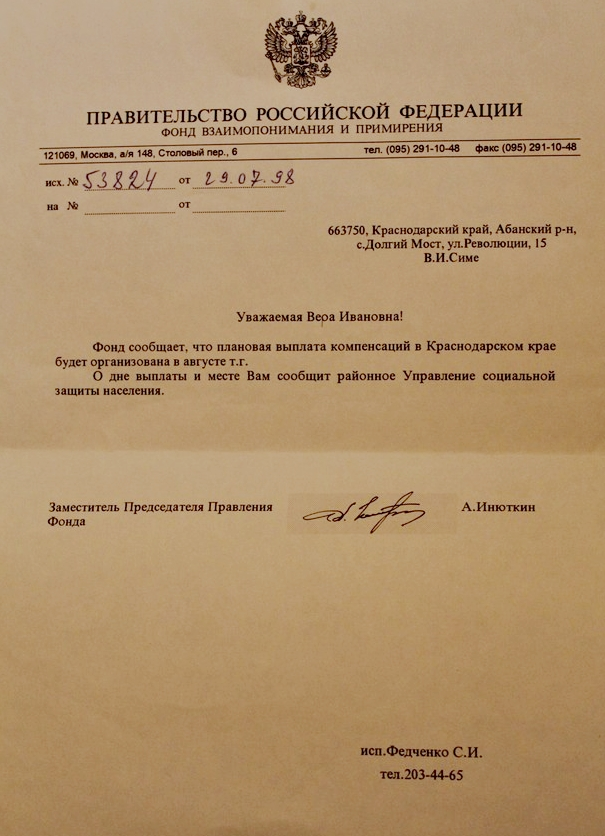 ПРАВИТЕЛЬСТВО РОССИЙСКОЙ ФЕДЕРАЦИИ
ФОНД ВЗАИМОПОНИМАНИЯ И ПРИМИРЕНИЯ
121069, Москва, а/я 148, Столовый пер., 6 тел. (095) 291-10-48 факс (095) 291-10-48
исх. № 53824 от 29.07.98
на № от
663750, Краснодарский край, Абанский р-н,
с.Долгий Мост, ул.Революции, 15
В.И.Симе
Уважаемая Вера Ивановна!
Фонд сообщает, что плановая выплата компенсаций в Краснодарском крае
будет организована в августе т.г.
О дне выплаты и месте Вам сообщит районное Управление социальной
защиты населения.
Заместитель Председателя Правления
Фонда
А.Инюткин
исп.Федченко С.И.
тел.203-44-65